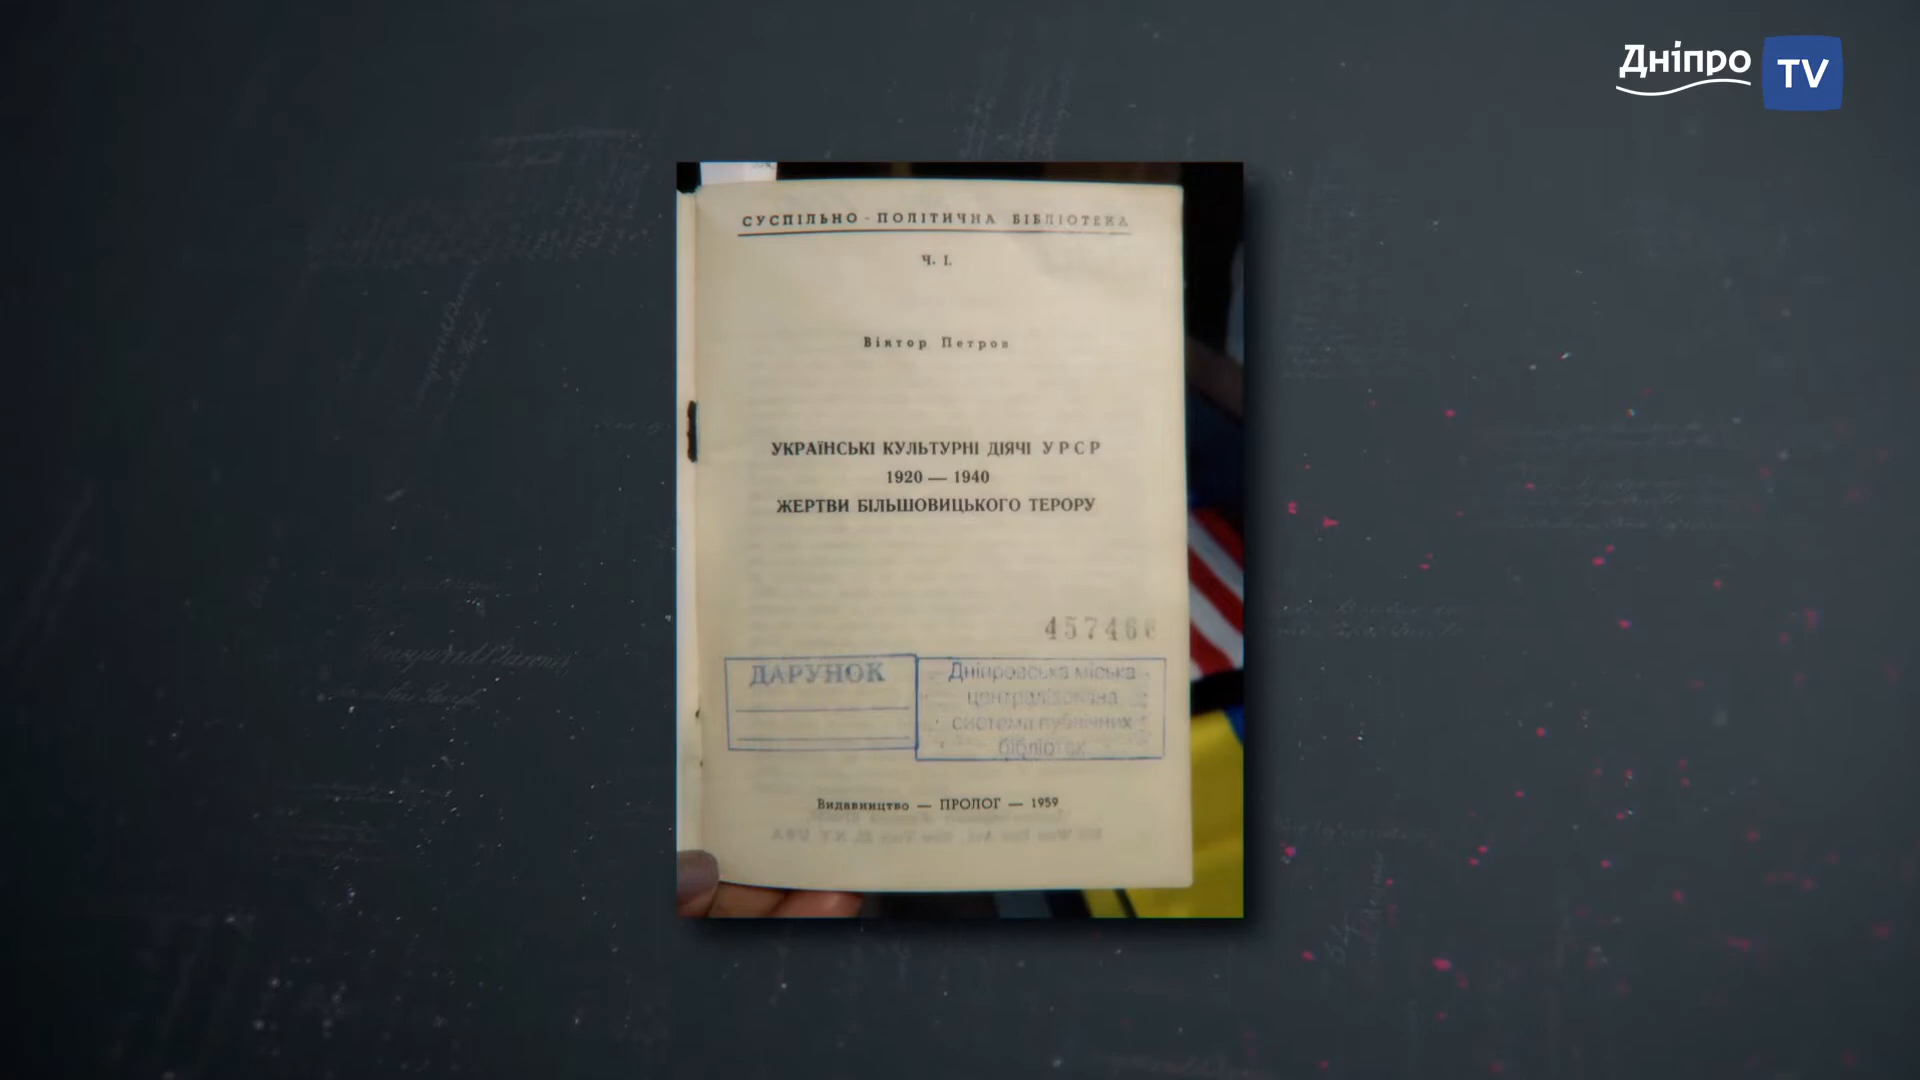 Дніпро TV
СУСПІЛЬНО-ПОЛІТИЧНА БІБЛІОТЕКА
Ч. І.
Віктор Петров
УКРАЇНСЬКІ КУЛЬТУРНІ ДІЯЧІ УРСР
1920 — 1940
ЖЕРТВИ БІЛЬШОВИЦЬКОГО ТЕРОРУ
457466
ДАРУНОК
Дніпровська міська
централізована
система публічних
бібліотек
Видавництво — ПРОЛОГ — 1959